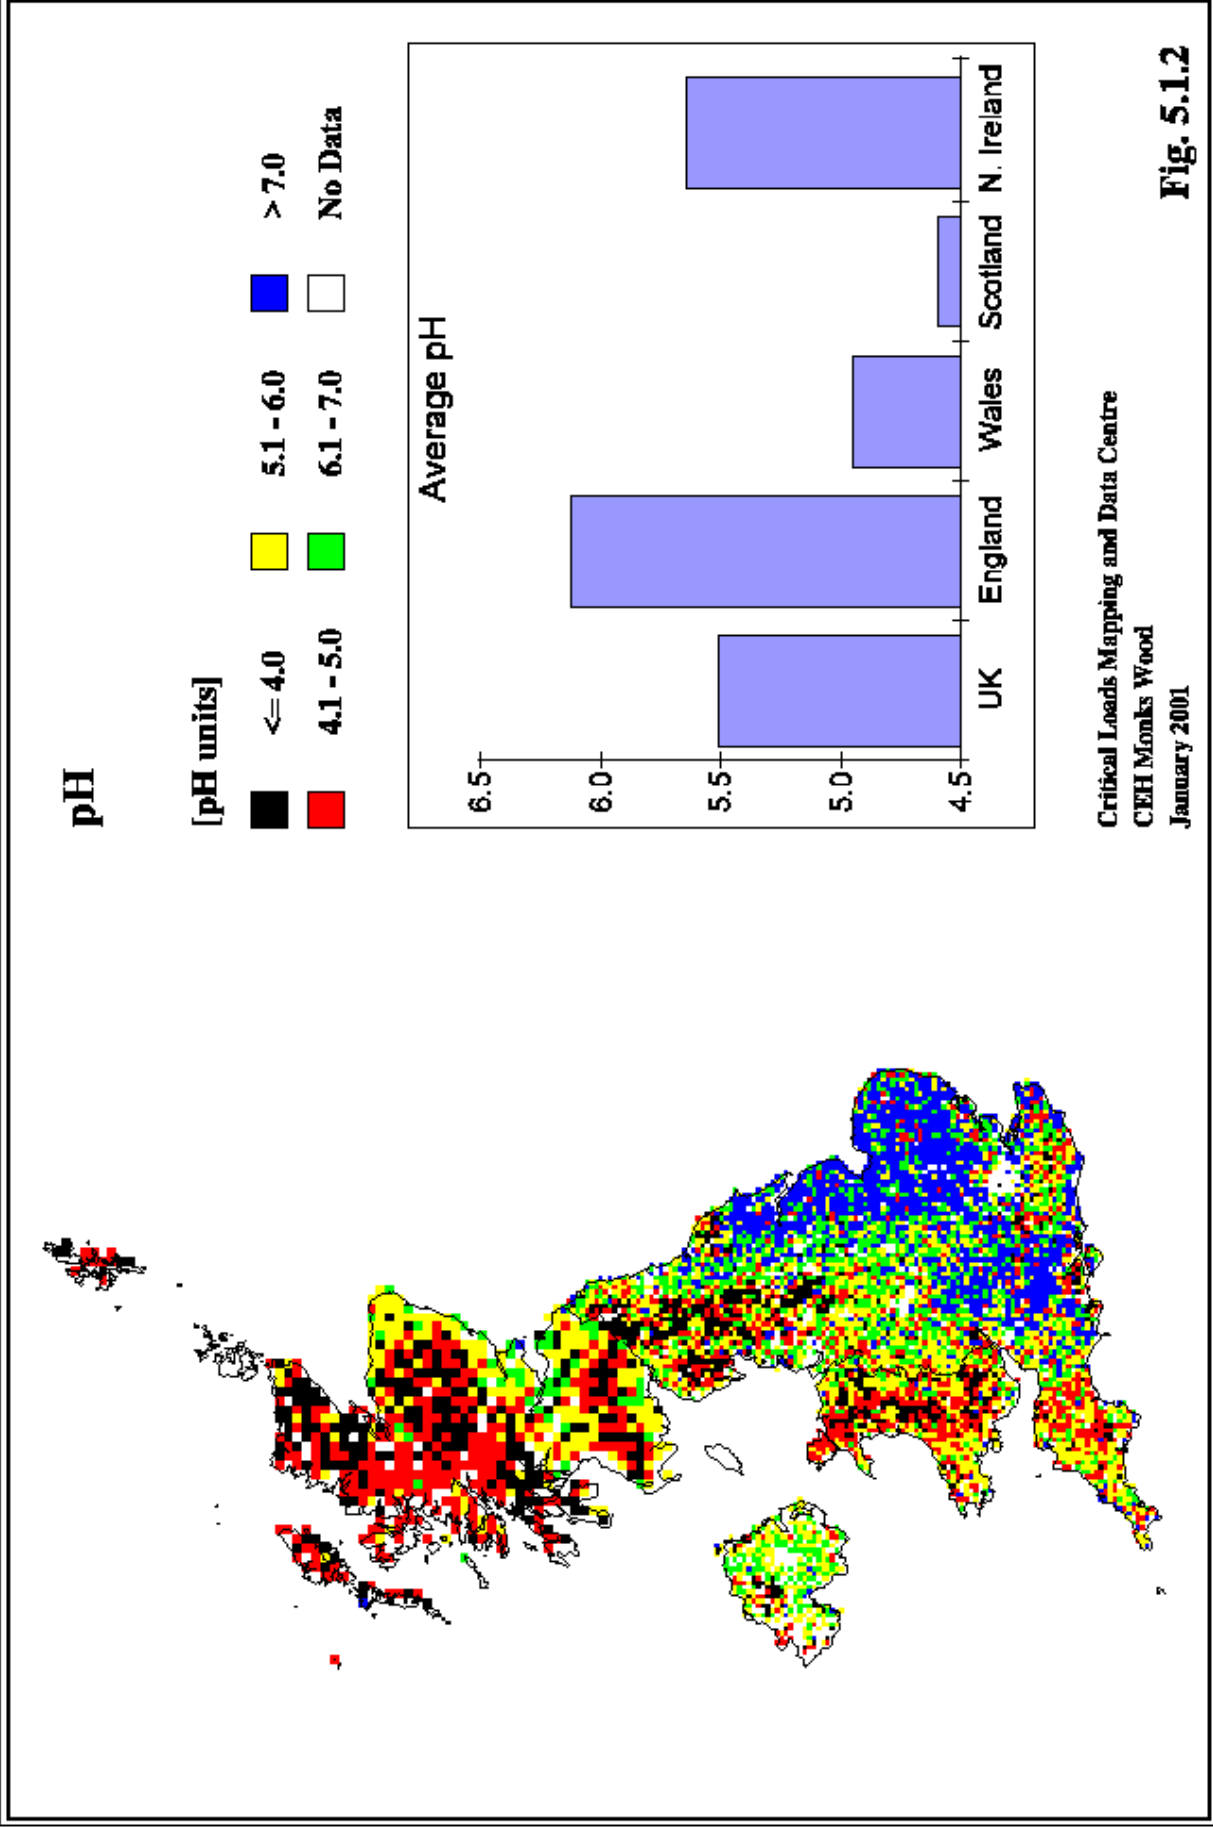 pH
[pH units]
<= 4.0
5.1 - 6.0
> 7.0
4.1 - 5.0
6.1 - 7.0
No Data
Average pH
6.5
6.0
5.5
5.0
4.5
UK
England
Wales
Scotland
N. Ireland
Critical Loads Mapping and Data Centre
CEH Monks Wood
January 2001
Fig. 5.1.2